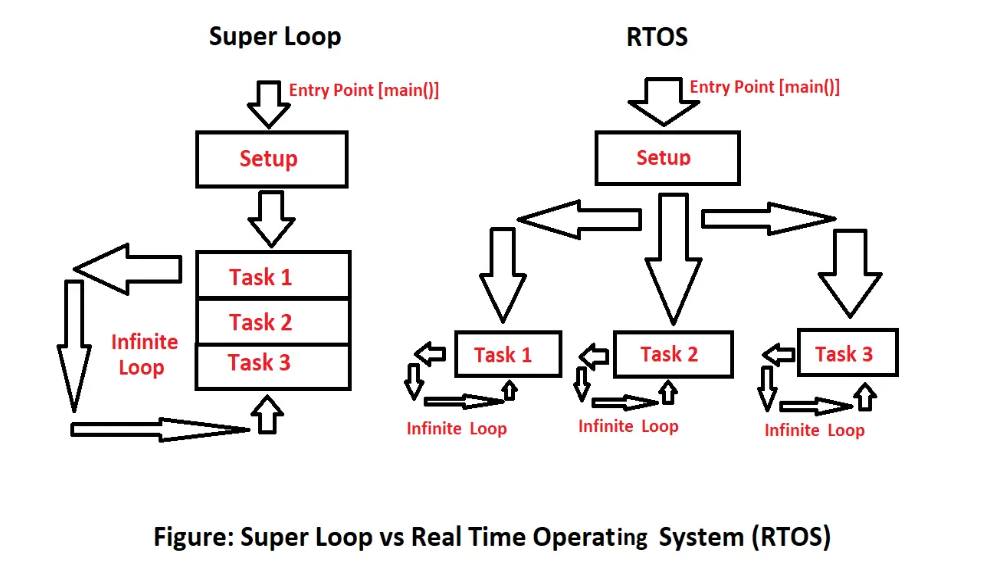 Super Loop
Entry Point [main()]
Setup
Task 1
Task 2
Task 3
Infinite
Loop
RTOS
Entry Point [main()]
Setup
Task 1
Infinite Loop
Task 2
Infinite Loop
Task 3
Infinite Loop
Figure: Super Loop vs Real Time Operating System (RTOS)